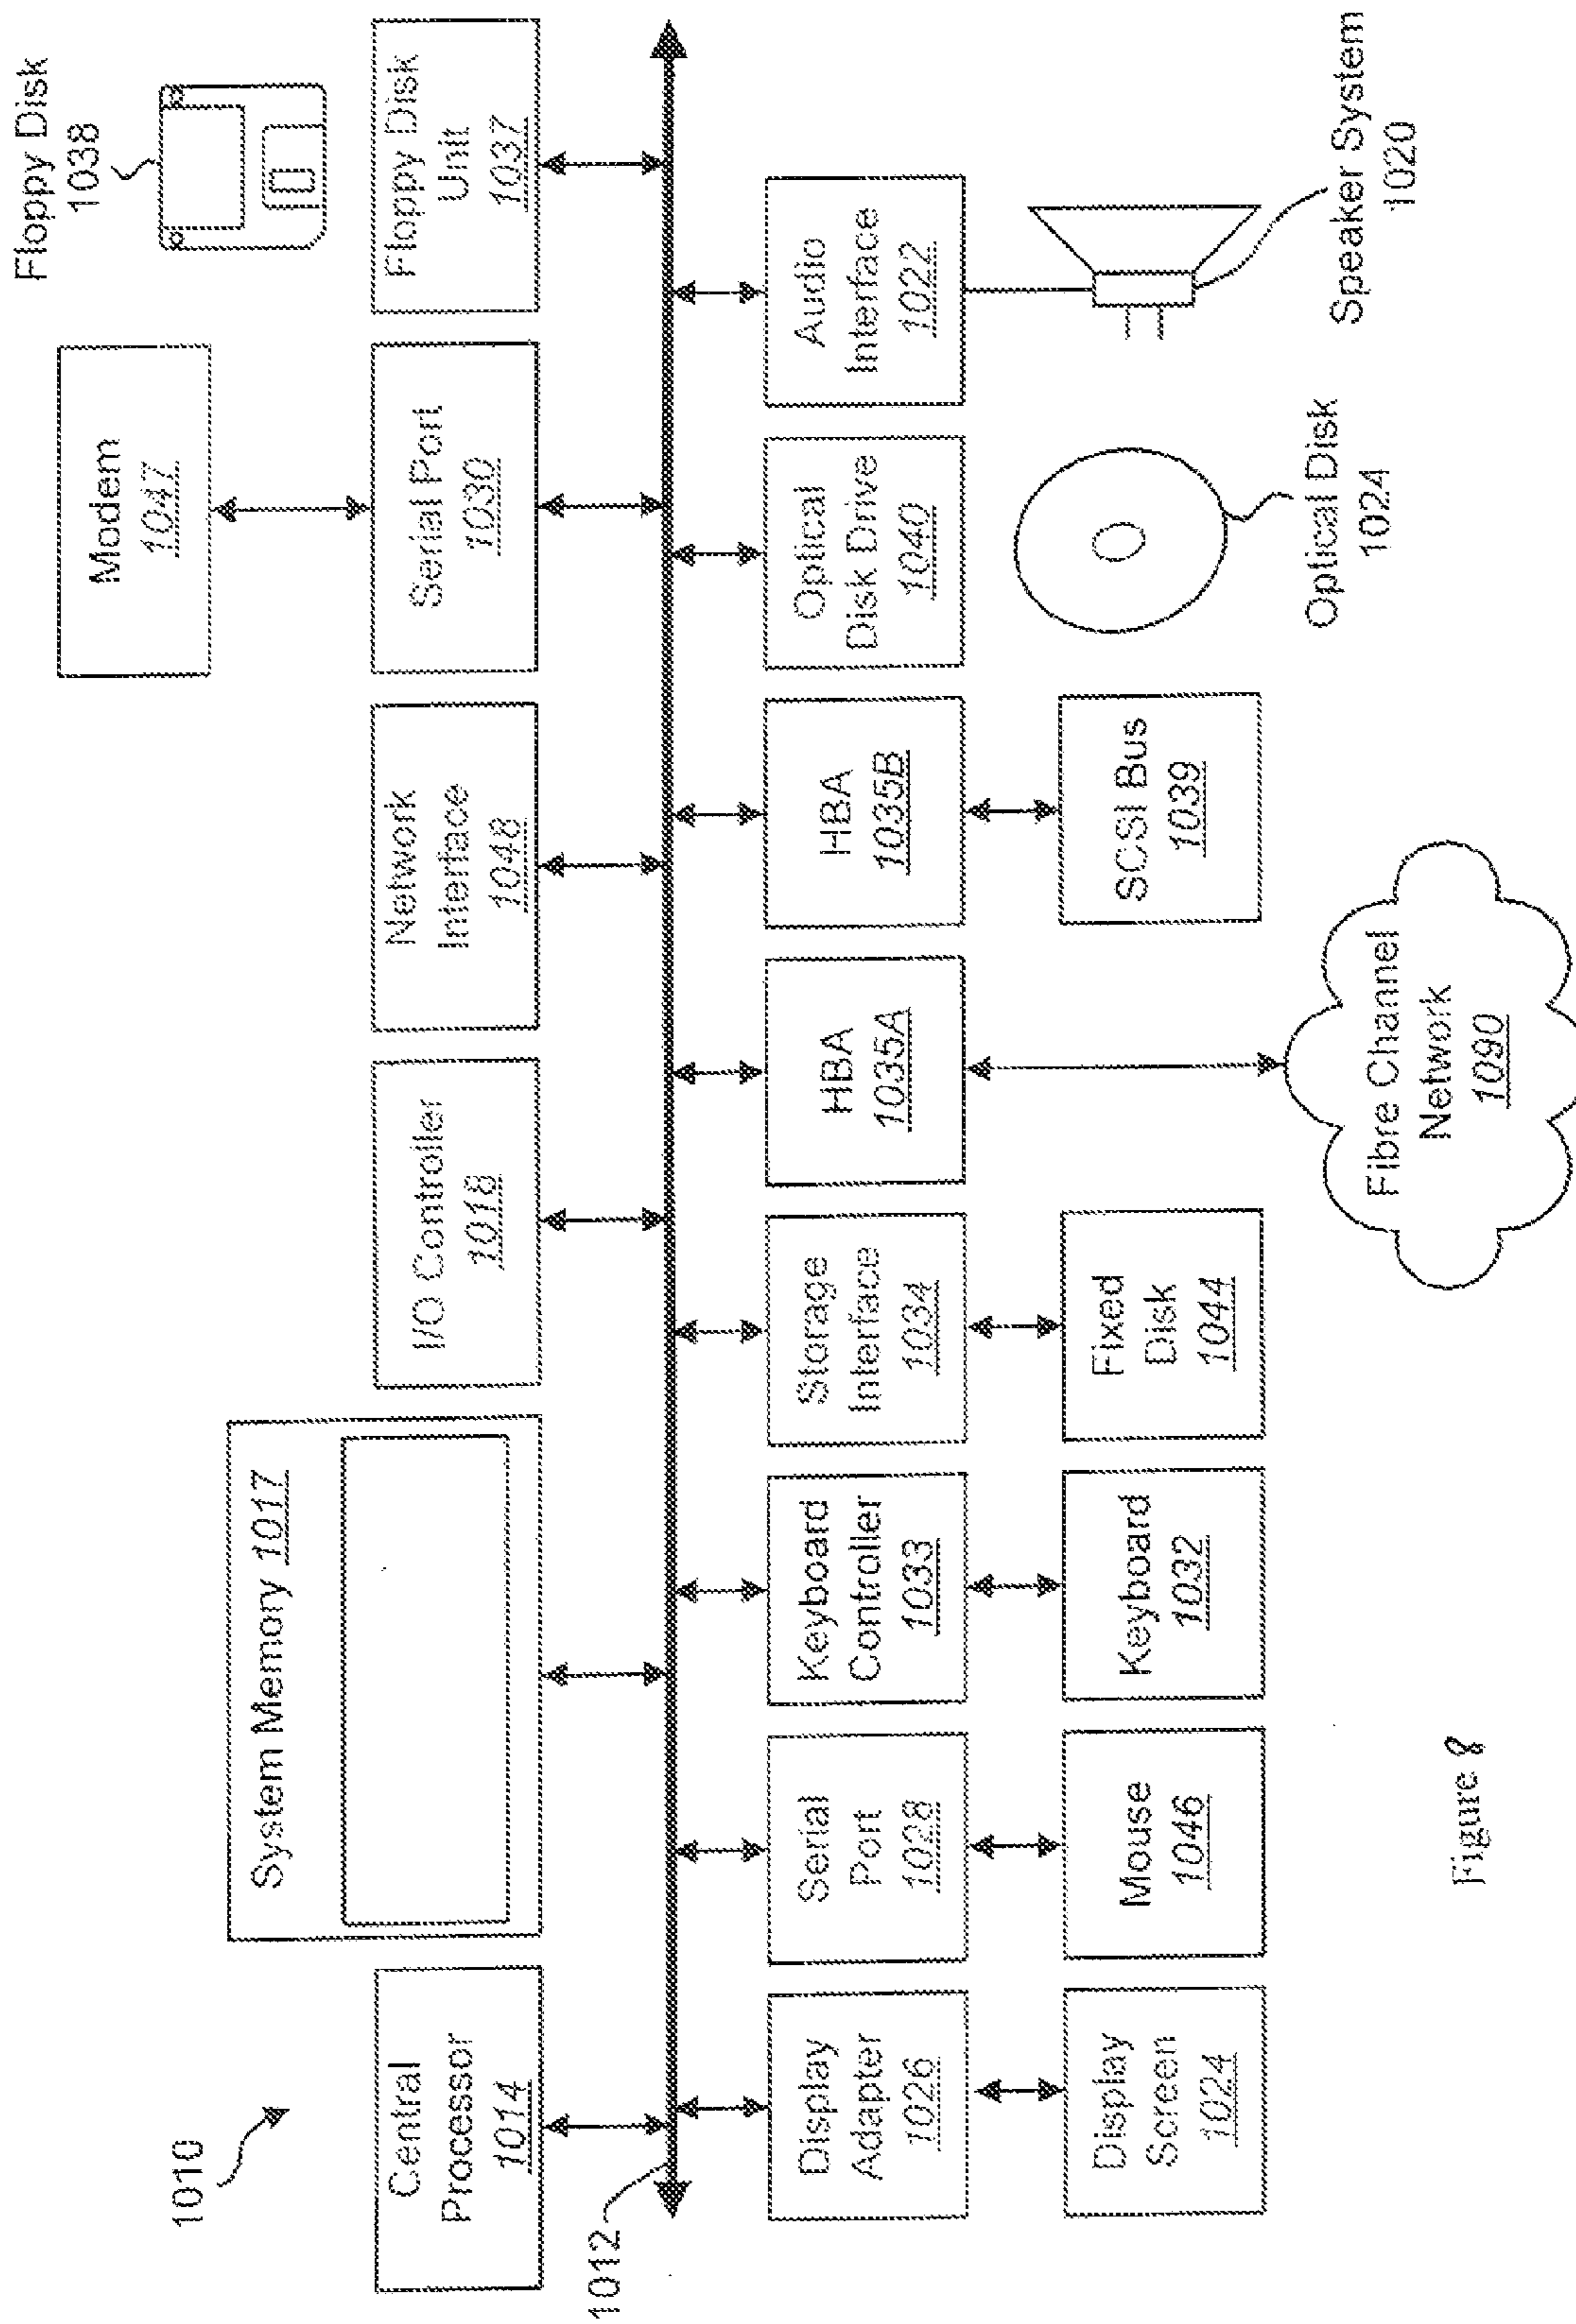 1010
Central
Processor
1014
System Memory 1017
I/O Controller
1018
Network
Interface
1048
Modem
1047
Serial Port
1030
Floppy Disk
1038
Floppy Disk
Unit
1037
1012
Display
Adapter
1026
Serial
Port
1028
Keyboard
Controller
1033
Storage
Interface
1034
HBA
1035A
HBA
1035B
Optical
Disk Drive
1040
Audio
Interface
1022
Display
Screen
1024
Mouse
1046
Keyboard
1032
Fixed
Disk
1044
Fibre Channel
Network
1090
SCSI Bus
1039
Optical Disk
1024
Speaker System
1020
Figure 8